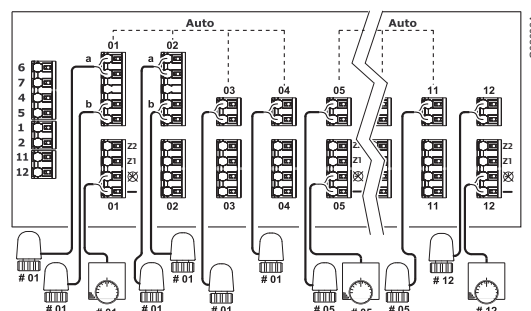 Auto Auto
01 02
a a
03 04 05 11 12
6
7
4
5
1
2
11
12
b b
Z2 Z2 Z2
Z1 Z1 Z1
01 02 03 04 05 11 12
# 01 # 01 # 01 # 12
# 01 # 01 # 01 # 01 # 05 # 05 # 05 # 12